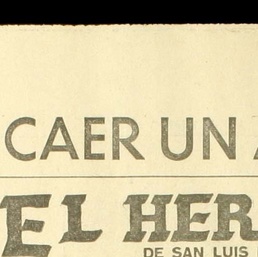 CAER UN
EL HER
DE SAN LUIS